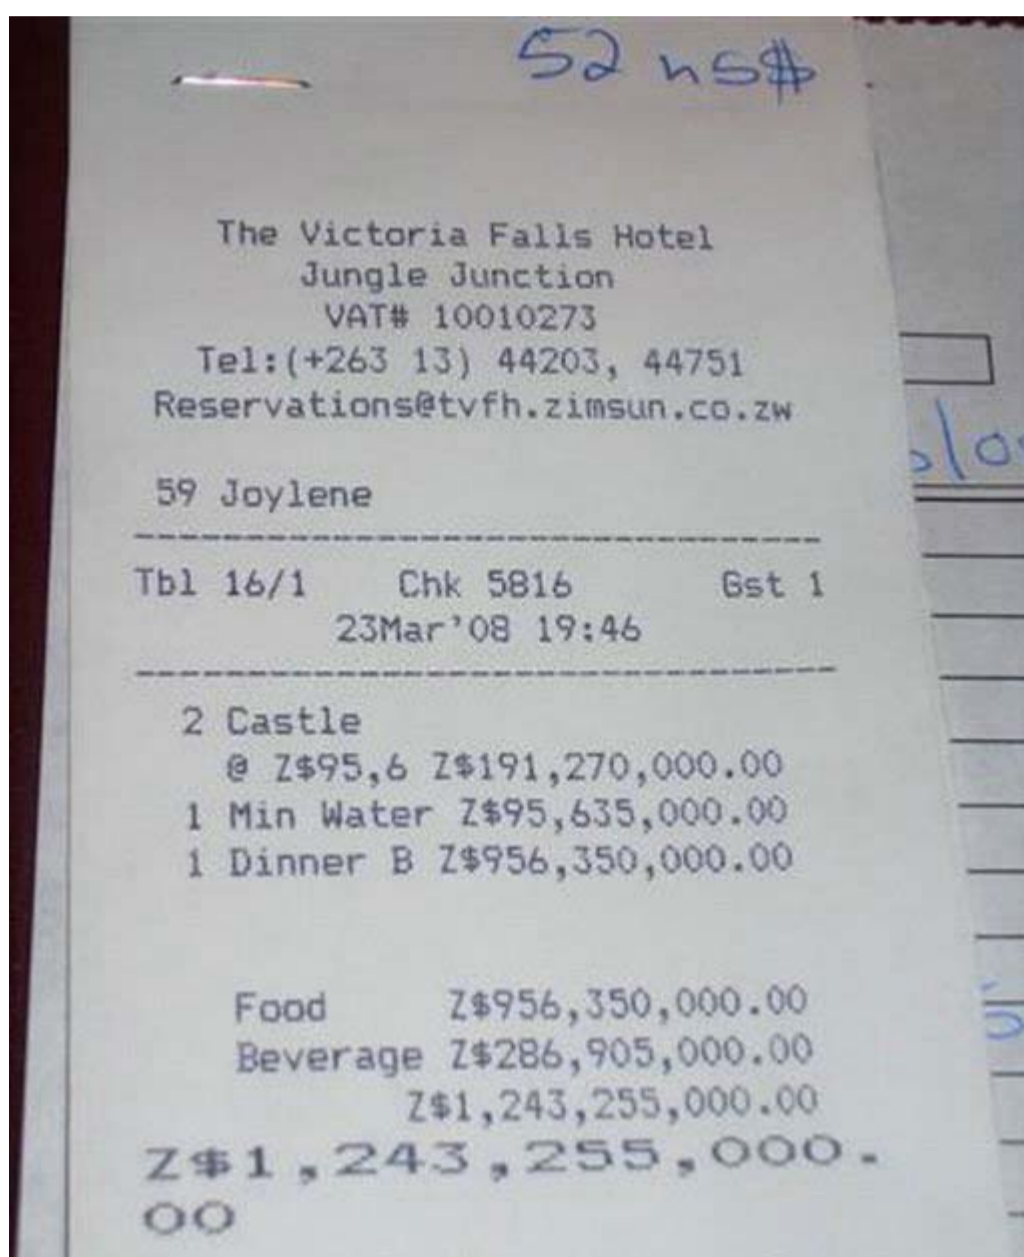 52 us$
The Victoria Falls Hotel
Jungle Junction
VAT# 10010273
Tel:(+263 13) 44203, 44751
Reservations@tvfh.zimsun.co.zw
59 Joylene
Tbl 16/1 Chk 5816 Gst 1
23Mar'08 19:46
2 Castle
@ Z$95,6 Z$191,270,000.00
1 Min Water Z$95,635,000.00
1 Dinner B Z$956,350,000.00
Food Z$956,350,000.00
Beverage Z$286,905,000.00
Z$1,243,255,000.00
Z$1,243,255,000.
00